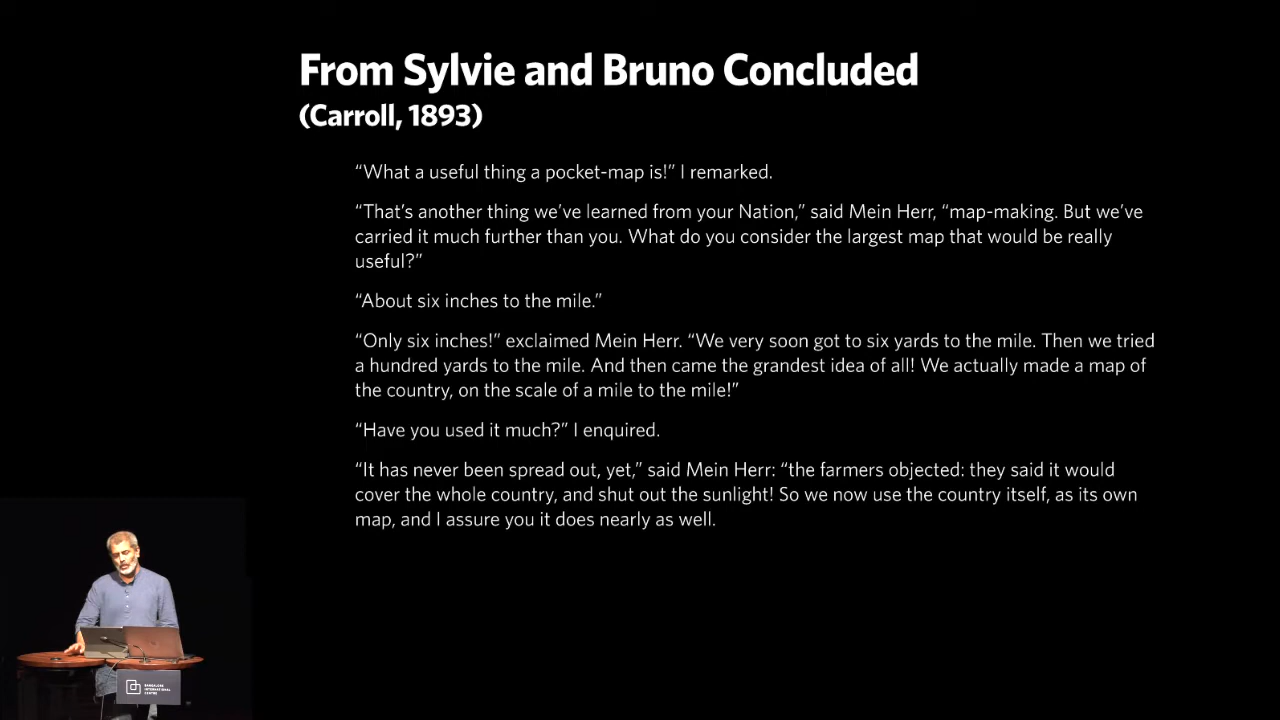 From Sylvie and Bruno Concluded
(Carroll, 1893)
“What a useful thing a pocket-map is!” I remarked.
“That’s another thing we’ve learned from your Nation,” said Mein Herr, “map-making. But we’ve
carried it much further than you. What do you consider the largest map that would be really
useful?”
“About six inches to the mile.”
“Only six inches!” exclaimed Mein Herr. “We very soon got to six yards to the mile. Then we tried
a hundred yards to the mile. And then came the grandest idea of all! We actually made a map of
the country, on the scale of a mile to the mile!”
“Have you used it much?” I enquired.
“It has never been spread out, yet,” said Mein Herr: “the farmers objected: they said it would
cover the whole country, and shut out the sunlight! So we now use the country itself, as its own
map, and I assure you it does nearly as well.
BANGALORE
INTERNATIONAL
CENTRE